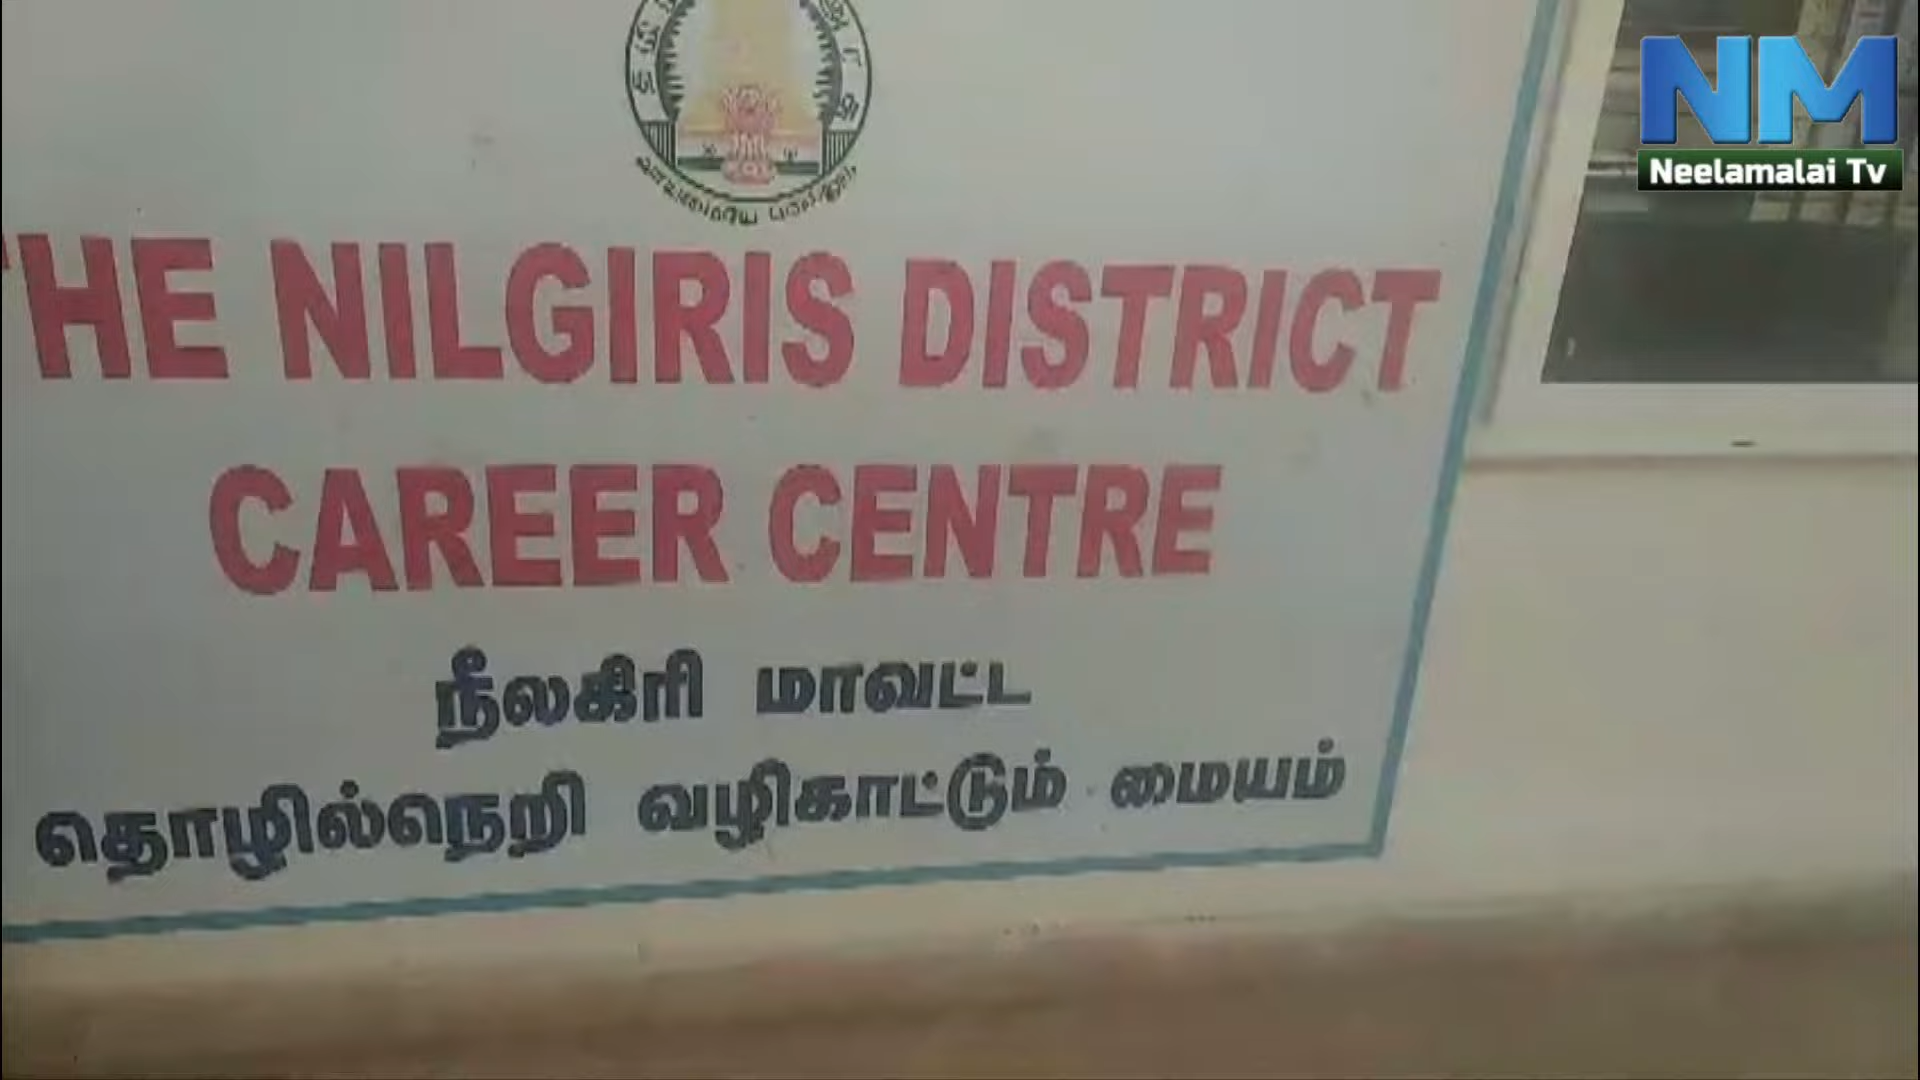 NM
Neelamalai Tv
வாய்மையே
HE NILGIRIS DISTRICT
CAREER CENTRE
நீலகிரி மாவட்ட
தொழில்நெறி வழிகாட்டும் மையம்